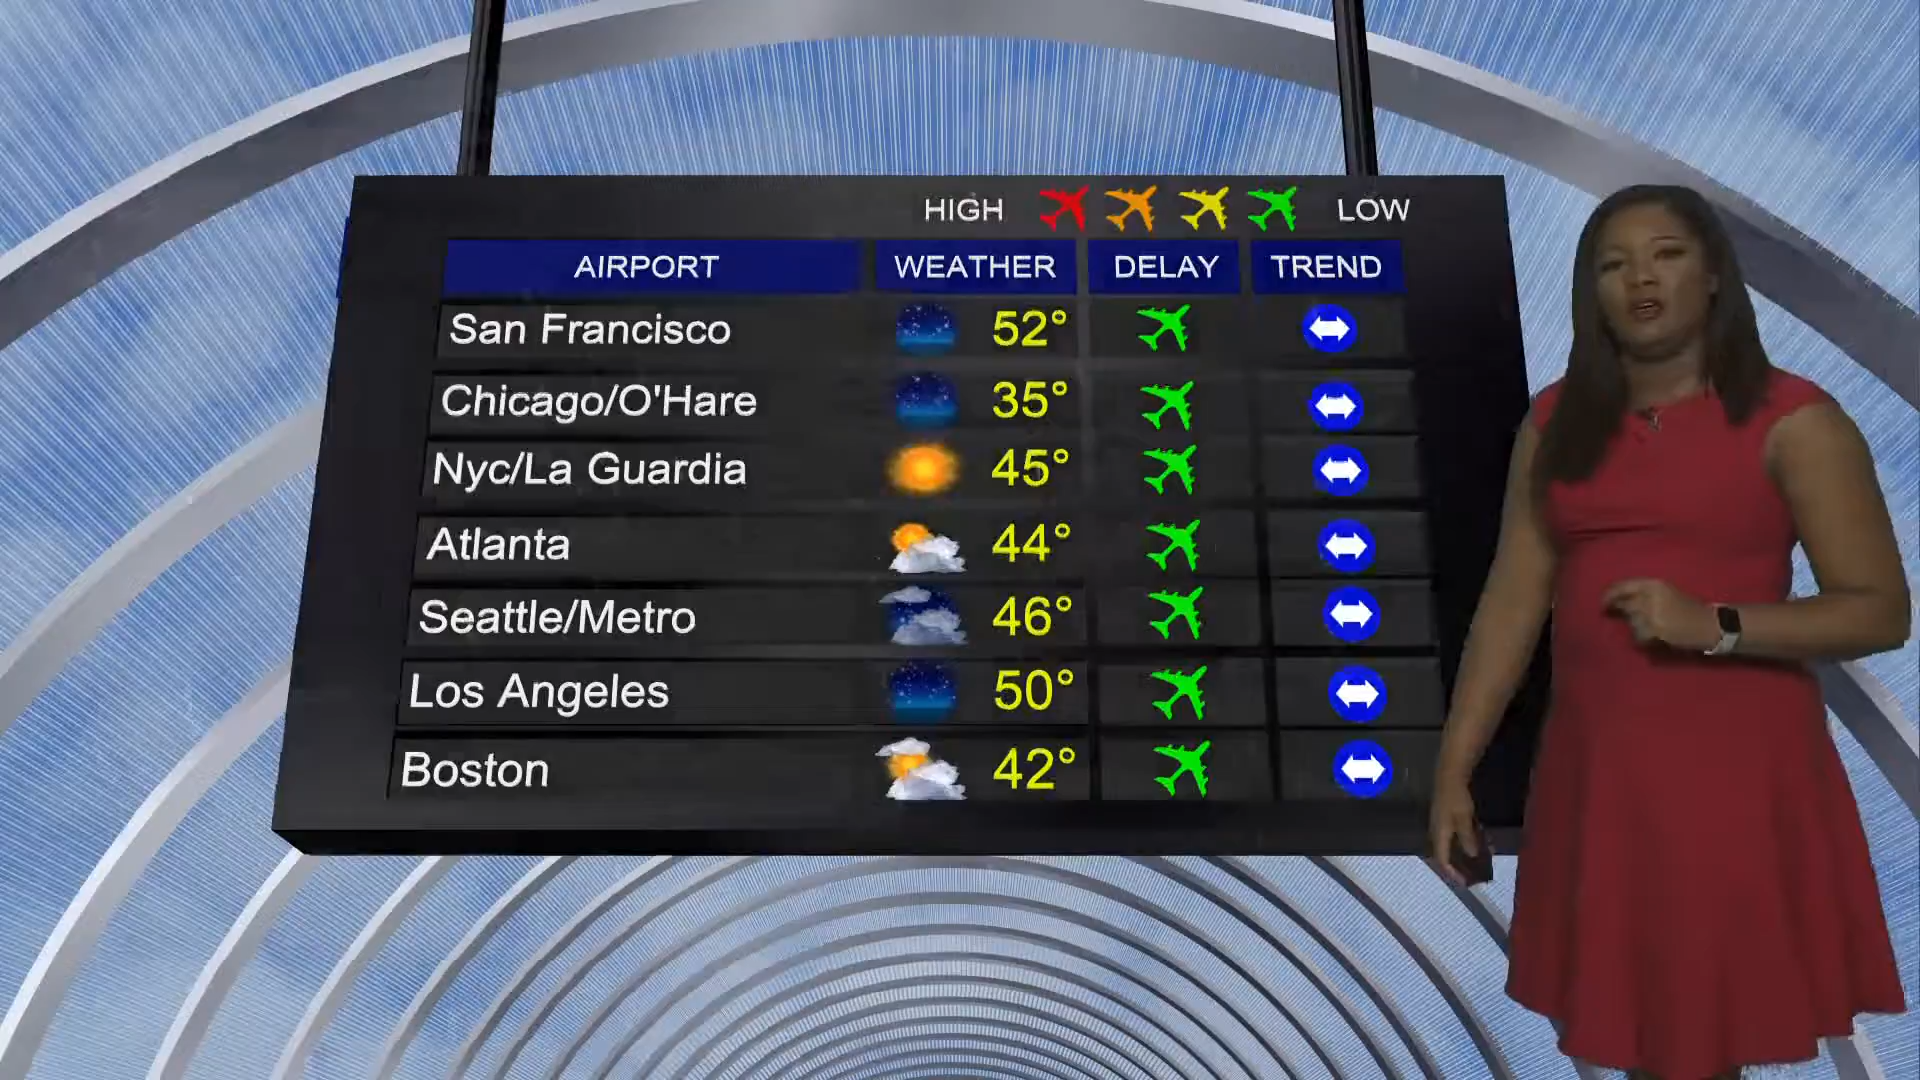 HIGH LOW
AIRPORT WEATHER DELAY TREND
San Francisco 52°
Chicago/O'Hare 35°
Nyc/La Guardia 45°
Atlanta 44°
Seattle/Metro 46°
Los Angeles 50°
Boston 42°